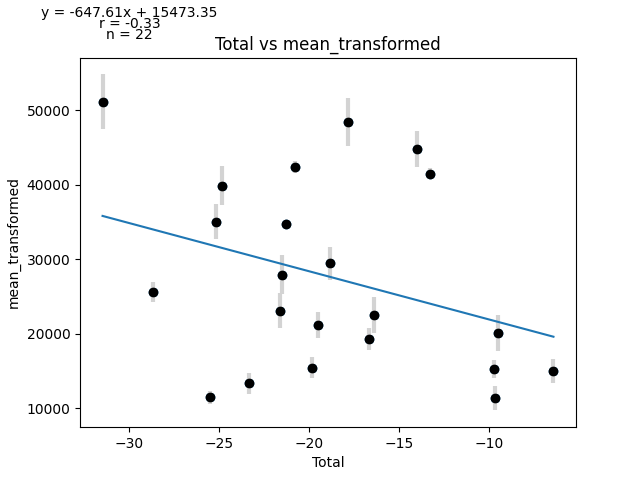 y = -647.61x + 15473.35
r = -0.33
n = 22
Total vs mean_transformed
50000
40000
30000
20000
10000
mean_transformed
−30
−25
−20
−15
−10
Total